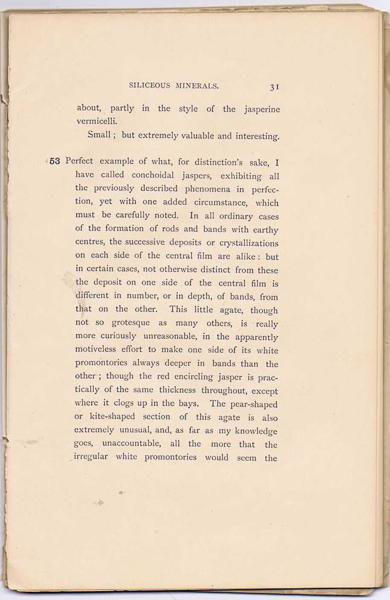 SILICEOUS MINERALS. 31
about, partly in the style of the jasperine
vermicelli.
Small ; but extremely valuable and interesting.
53 Perfect example of what, for distinction's sake, I
have called conchoidal jaspers, exhibiting all
the previously described phenomena in perfec-
tion, yet with one added circumstance, which
must be carefully noted. In all ordinary cases
of the formation of rods and bands with earthy
centres, the successive deposits or crystallizations
on each side of the central film are alike : but
in certain cases, not otherwise distinct from these
the deposit on one side of the central film is
different in number, or in depth, of bands, from
that on the other. This little agate, though
not so grotesque as many others, is really
more curiously unreasonable, in the apparently
motiveless effort to make one side of its white
promontories always deeper in bands than the
other ; though the red encircling jasper is prac-
tically of the same thickness throughout, except
where it clogs up in the bays. The pear-shaped
or kite-shaped section of this agate is also
extremely unusual, and, as far as my knowledge
goes, unaccountable, all the more that the
irregular white promontories would seem the